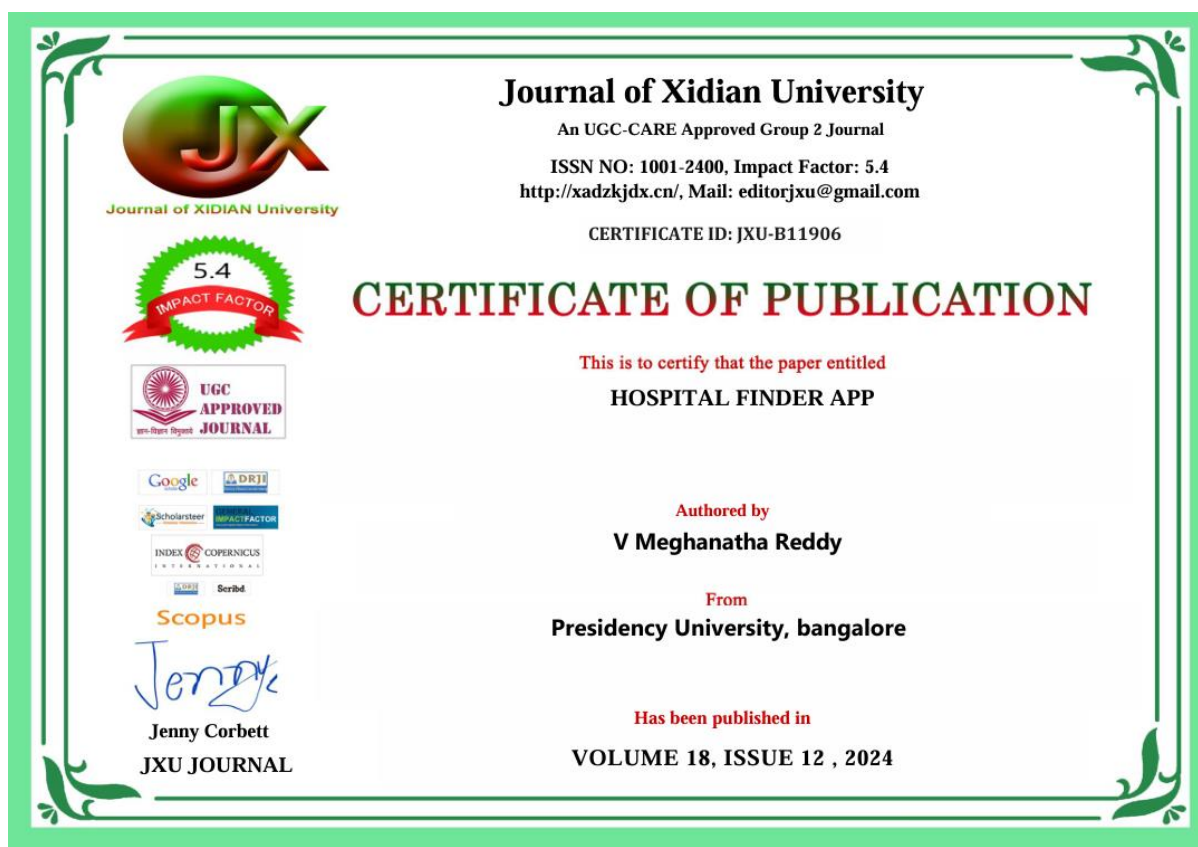 JX
Journal of XIDIAN University
Journal of Xidian University
An UGC-CARE Approved Group 2 Journal
ISSN NO: 1001-2400, Impact Factor: 5.4
http://xadzkjdx.cn/, Mail: editorjxu@gmail.com
CERTIFICATE ID: JXU-B11906
5.4
IMPACT FACTOR
CERTIFICATE OF PUBLICATION
This is to certify that the paper entitled
HOSPITAL FINDER APP
UGC
APPROVED
JOURNAL
ज्ञान-विज्ञान विमुक्तये
Google
DRJI
Scholarsteer
GENERAL
IMPACTFACTOR
INDEX COPERNICUS
INTERNATIONAL
DRJI
Scribd
Scopus
Authored by
V Meghanatha Reddy
From
Presidency University, bangalore
Jenny
Jenny Corbett
JXU JOURNAL
Has been published in
VOLUME 18, ISSUE 12 , 2024